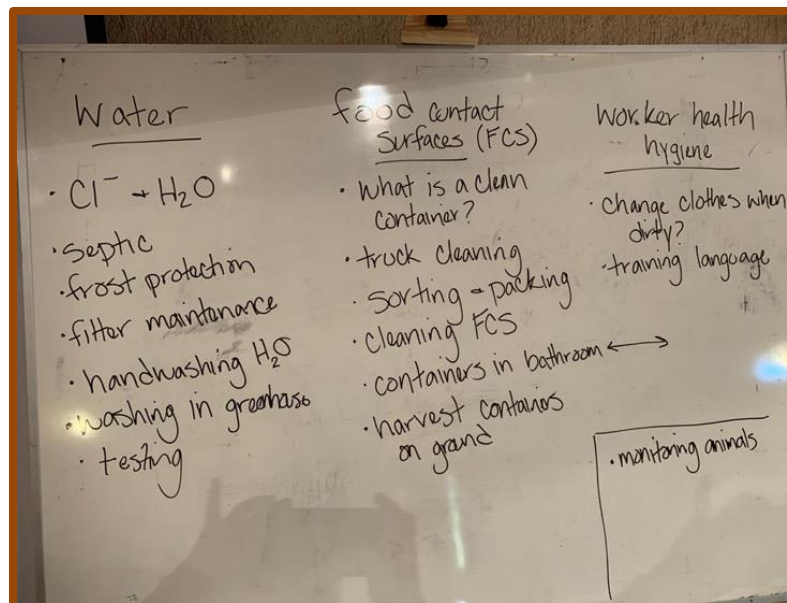 Water
• Cl⁻ → H₂O
• septic
• frost protection
• filter maintenance
• handwashing H₂O
• washing in greenhaso
• testing
food contact
surfaces (FCS)
• What is a clean
container?
• truck cleaning
• sorting - packing
• cleaning FCS
• containers in bathroom ↔
• harvest containers
on ground
worker health
hygiene
• change clothes when
dirty?
• training language
• monitoring animals